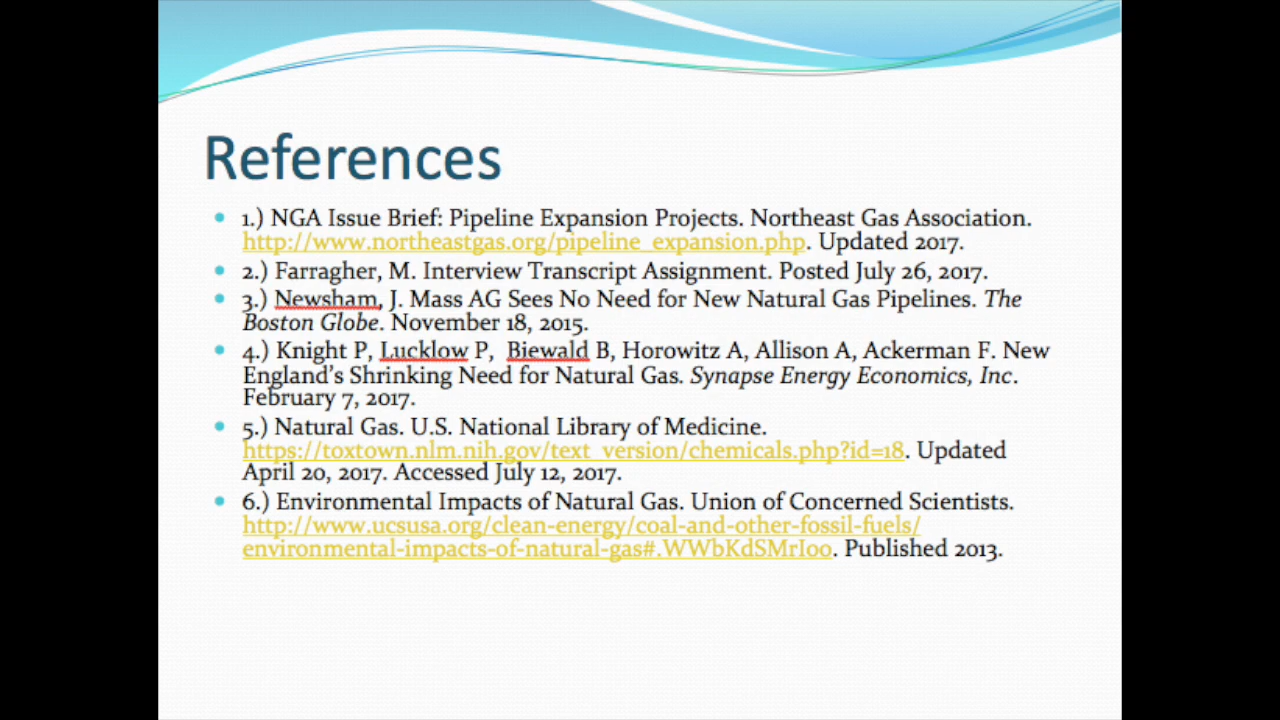 References
1.) NGA Issue Brief: Pipeline Expansion Projects. Northeast Gas Association.
http://www.northeastgas.org/pipeline_expansion.php. Updated 2017.
2.) Farragher, M. Interview Transcript Assignment. Posted July 26, 2017.
3.) Newsham, J. Mass AG Sees No Need for New Natural Gas Pipelines. The
Boston Globe. November 18, 2015.
4.) Knight P, Lucklow P, Biewald B, Horowitz A, Allison A, Ackerman F. New
England’s Shrinking Need for Natural Gas. Synapse Energy Economics, Inc.
February 7, 2017.
5.) Natural Gas. U.S. National Library of Medicine.
https://toxtown.nlm.nih.gov/text_version/chemicals.php?id=18. Updated
April 20, 2017. Accessed July 12, 2017.
6.) Environmental Impacts of Natural Gas. Union of Concerned Scientists.
http://www.ucsusa.org/clean-energy/coal-and-other-fossil-fuels/
environmental-impacts-of-natural-gas#.WWbKdSMrIoo. Published 2013.